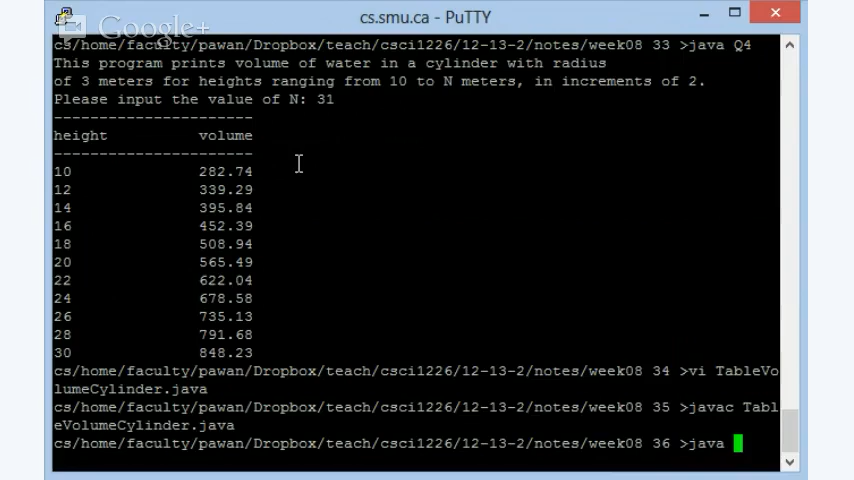 cs.smu.ca - PuTTY
Google+
cs/home/faculty/pawan/Dropbox/teach/csci1226/12-13-2/notes/week08 33 >java Q4
This program prints volume of water in a cylinder with radius
of 3 meters for heights ranging from 10 to N meters, in increments of 2.
Please input the value of N: 31
----------------------
height volume
----------------------
10 282.74
12 339.29
14 395.84
16 452.39
18 508.94
20 565.49
22 622.04
24 678.58
26 735.13
28 791.68
30 848.23
cs/home/faculty/pawan/Dropbox/teach/csci1226/12-13-2/notes/week08 34 >vi TableVo
lumeCylinder.java
cs/home/faculty/pawan/Dropbox/teach/csci1226/12-13-2/notes/week08 35 >javac Tabl
eVolumeCylinder.java
cs/home/faculty/pawan/Dropbox/teach/csci1226/12-13-2/notes/week08 36 >java